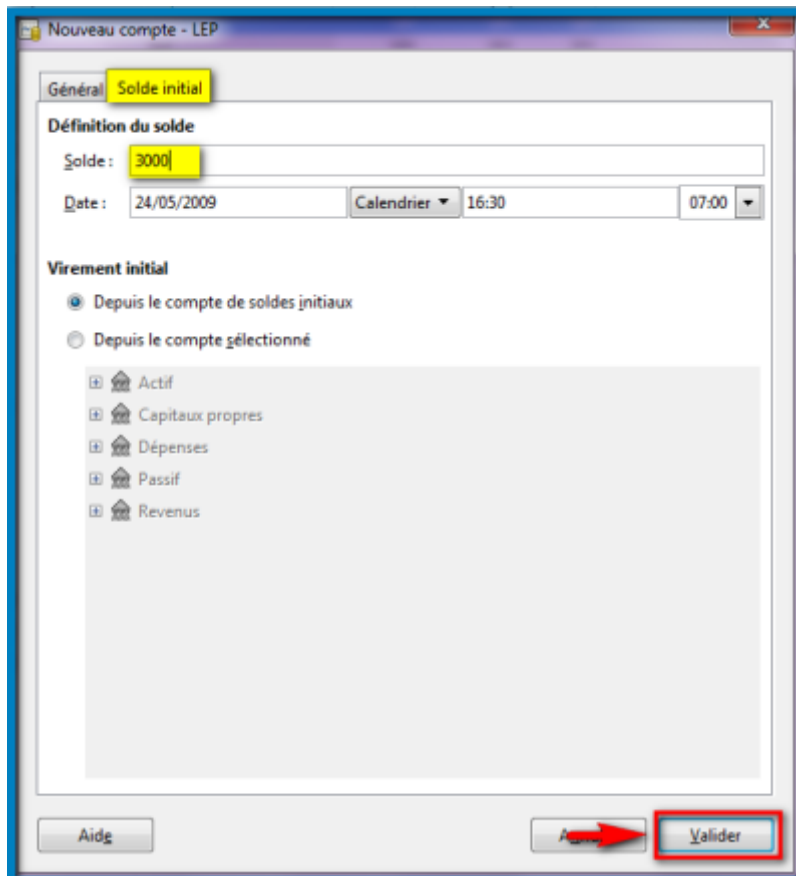 Nouveau compte - LEP
Général Solde initial
Définition du solde
Solde : 3000
Date : 24/05/2009 Calendrier 16:30 07:00
Virement initial
Depuis le compte de soldes initiaux
Depuis le compte sélectionné
Actif
Capitaux propres
Dépenses
Passif
Revenus
Aide Valider